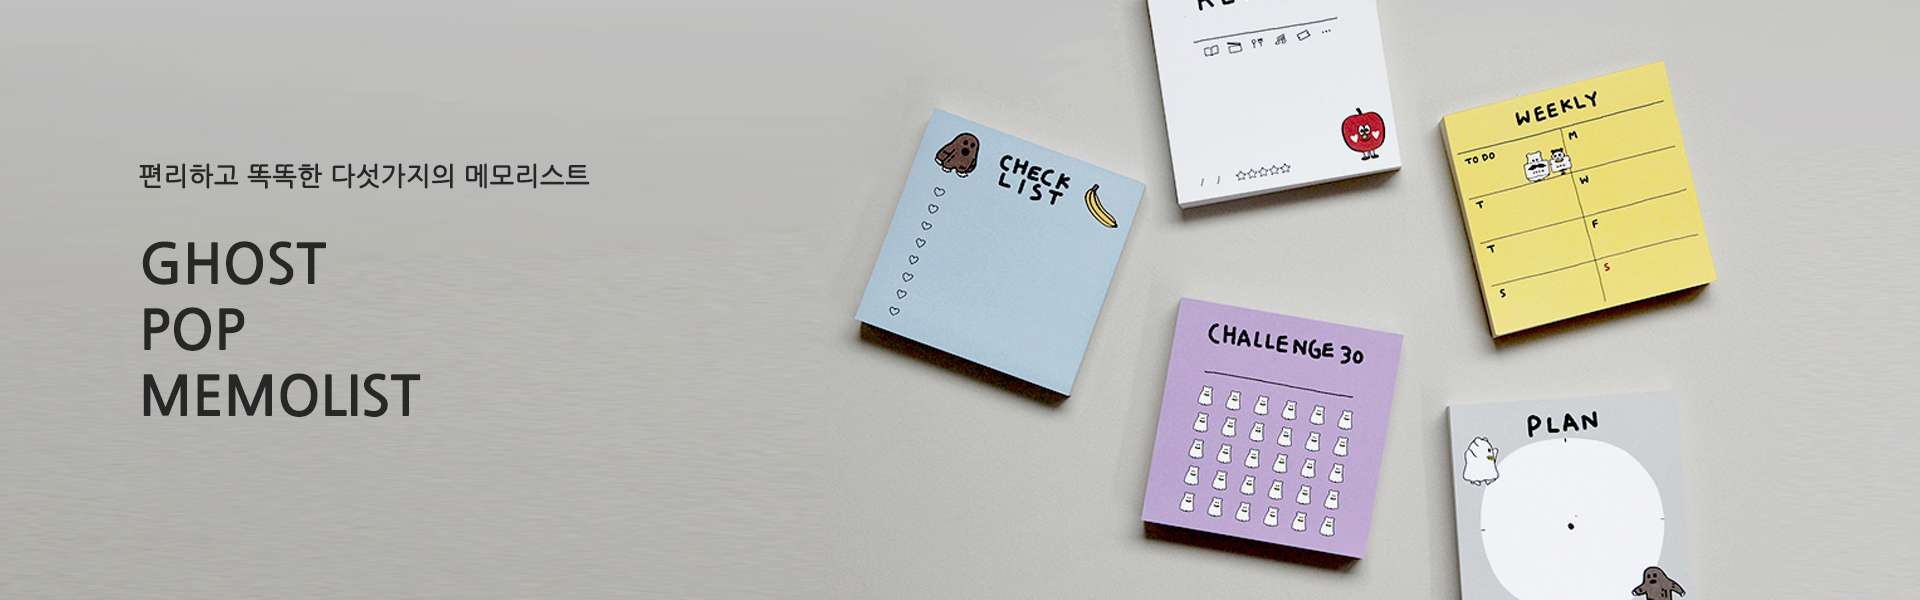 편리하고 똑똑한 다섯가지의 메모리스트
GHOST
POP
MEMOLIST
CHECK
LIST
WEEKLY
TO DO
M
T
W
T
F
S
S
CHALLENGE 30
PLAN